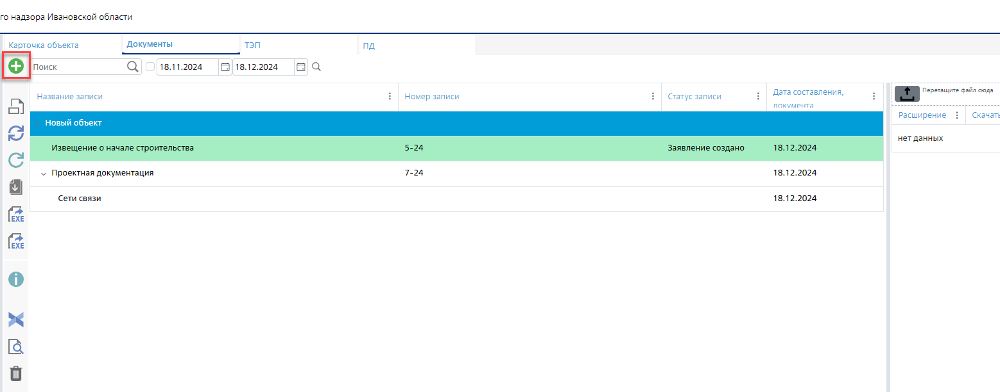 го надзора Ивановской области
Карточка объекта
Документы
ТЭП
ПД
Поиск
18.11.2024
18.12.2024
Название записи
Номер записи
Статус записи
Дата составления,
документа
Перетащите файл сюда
Расширение
Скачать
нет данных
Новый объект
Извещение о начале строительства 5-24 Заявление создано 18.12.2024
Проектная документация 7-24 18.12.2024
Сети связи 18.12.2024
EXE
EXE